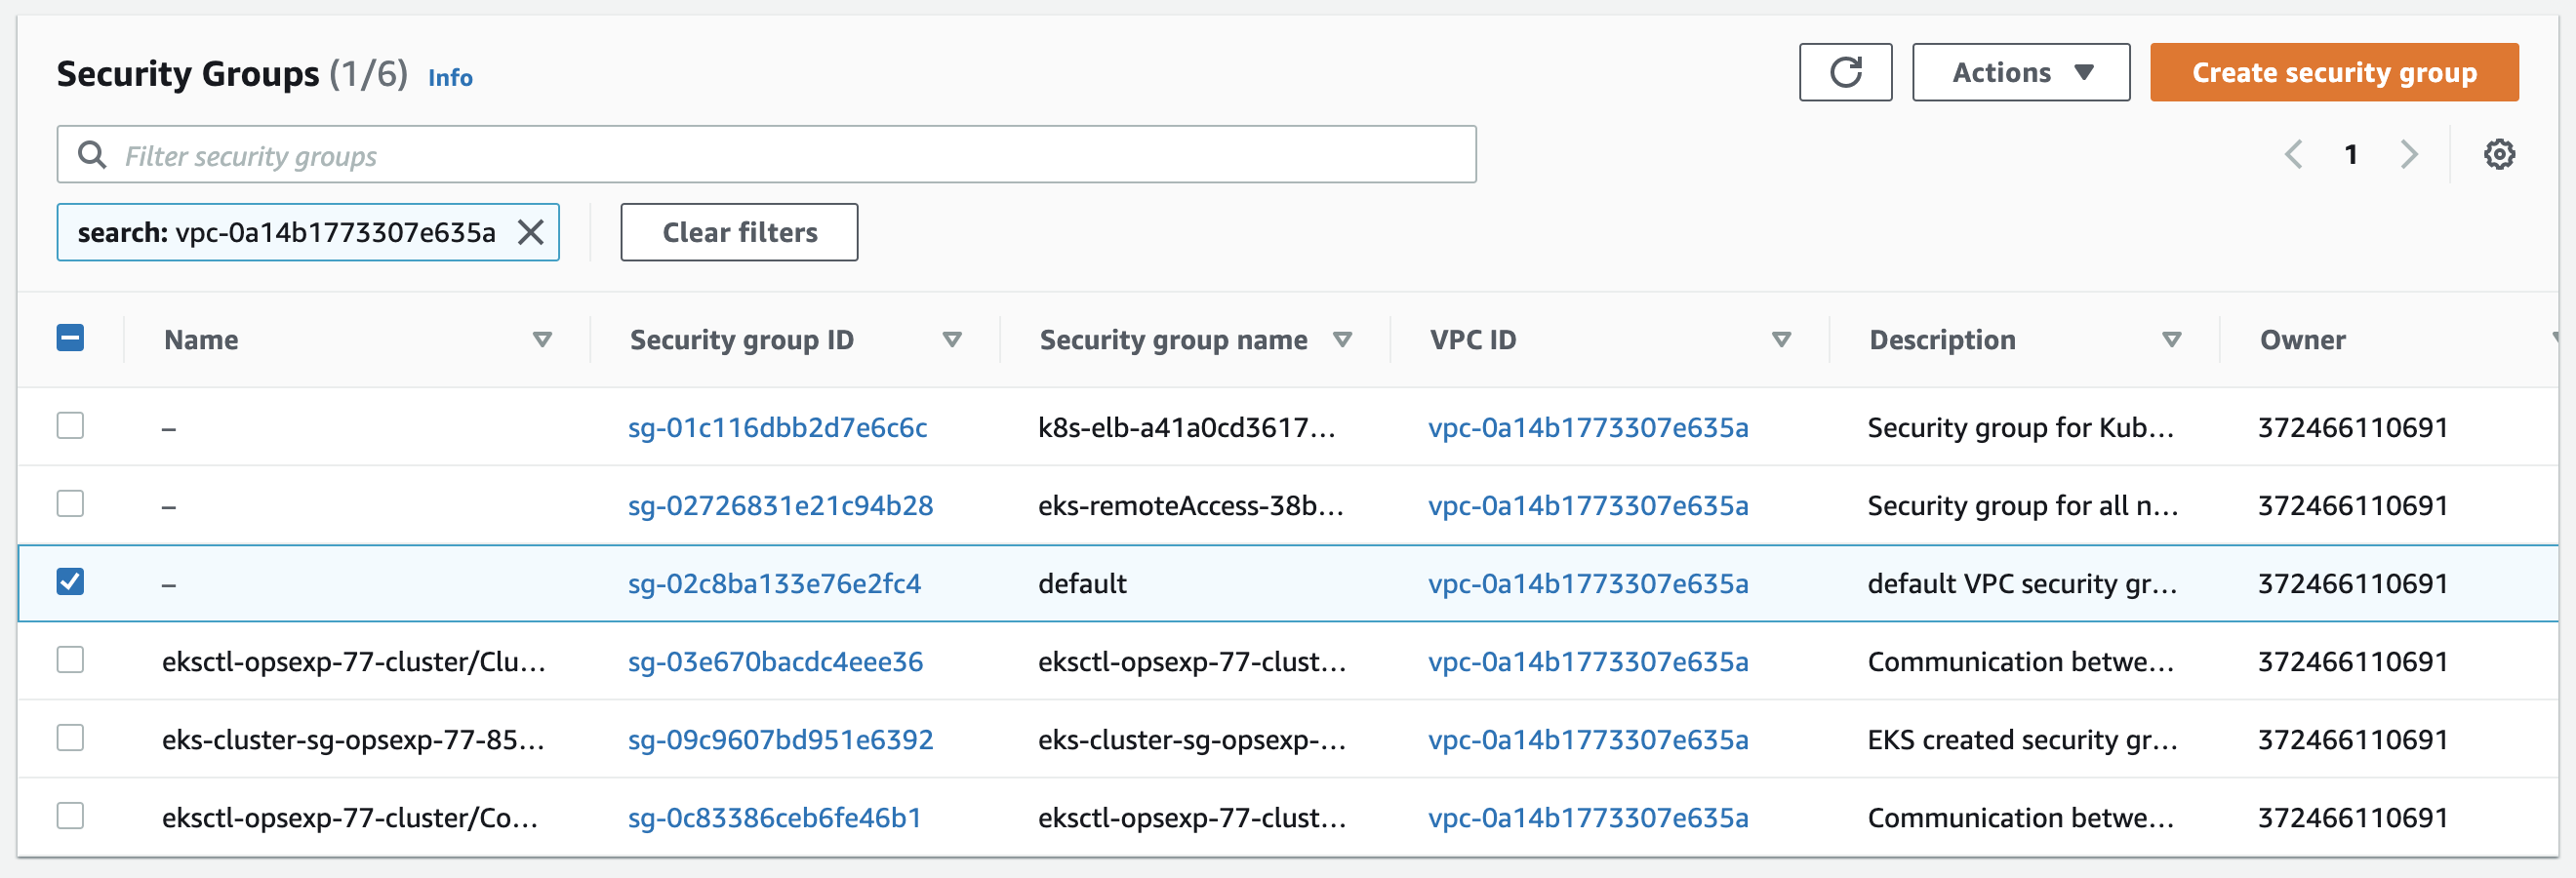 Security Groups (1/6) Info Actions Create security group
Filter security groups 1
search: vpc-0a14b1773307e635a Clear filters
Name Security group ID Security group name VPC ID Description Owner
– sg-01c116dbb2d7e6c6c k8s-elb-a41a0cd3617... vpc-0a14b1773307e635a Security group for Kub... 372466110691
– sg-02726831e21c94b28 eks-remoteAccess-38b... vpc-0a14b1773307e635a Security group for all n... 372466110691
– sg-02c8ba133e76e2fc4 default vpc-0a14b1773307e635a default VPC security gr... 372466110691
eksctl-opsexp-77-cluster/Clu... sg-03e670bacdc4eee36 eksctl-opsexp-77-clust... vpc-0a14b1773307e635a Communication betwe... 372466110691
eks-cluster-sg-opsexp-77-85... sg-09c9607bd951e6392 eks-cluster-sg-opsexp-... vpc-0a14b1773307e635a EKS created security gr... 372466110691
eksctl-opsexp-77-cluster/Co... sg-0c83386ceb6fe46b1 eksctl-opsexp-77-clust... vpc-0a14b1773307e635a Communication betwe... 372466110691